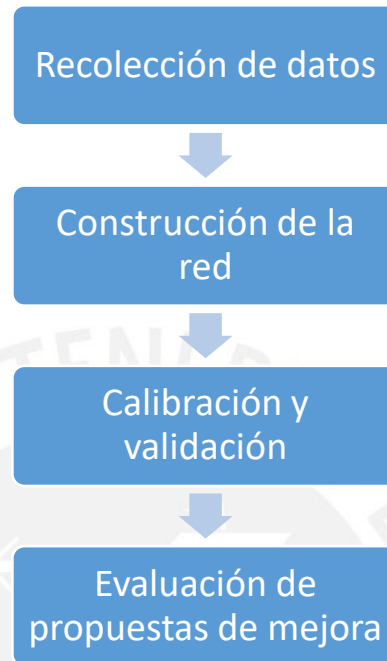 Recolección de datos
Construcción de la
red
Calibración y
validación
Evaluación de
propuestas de mejora